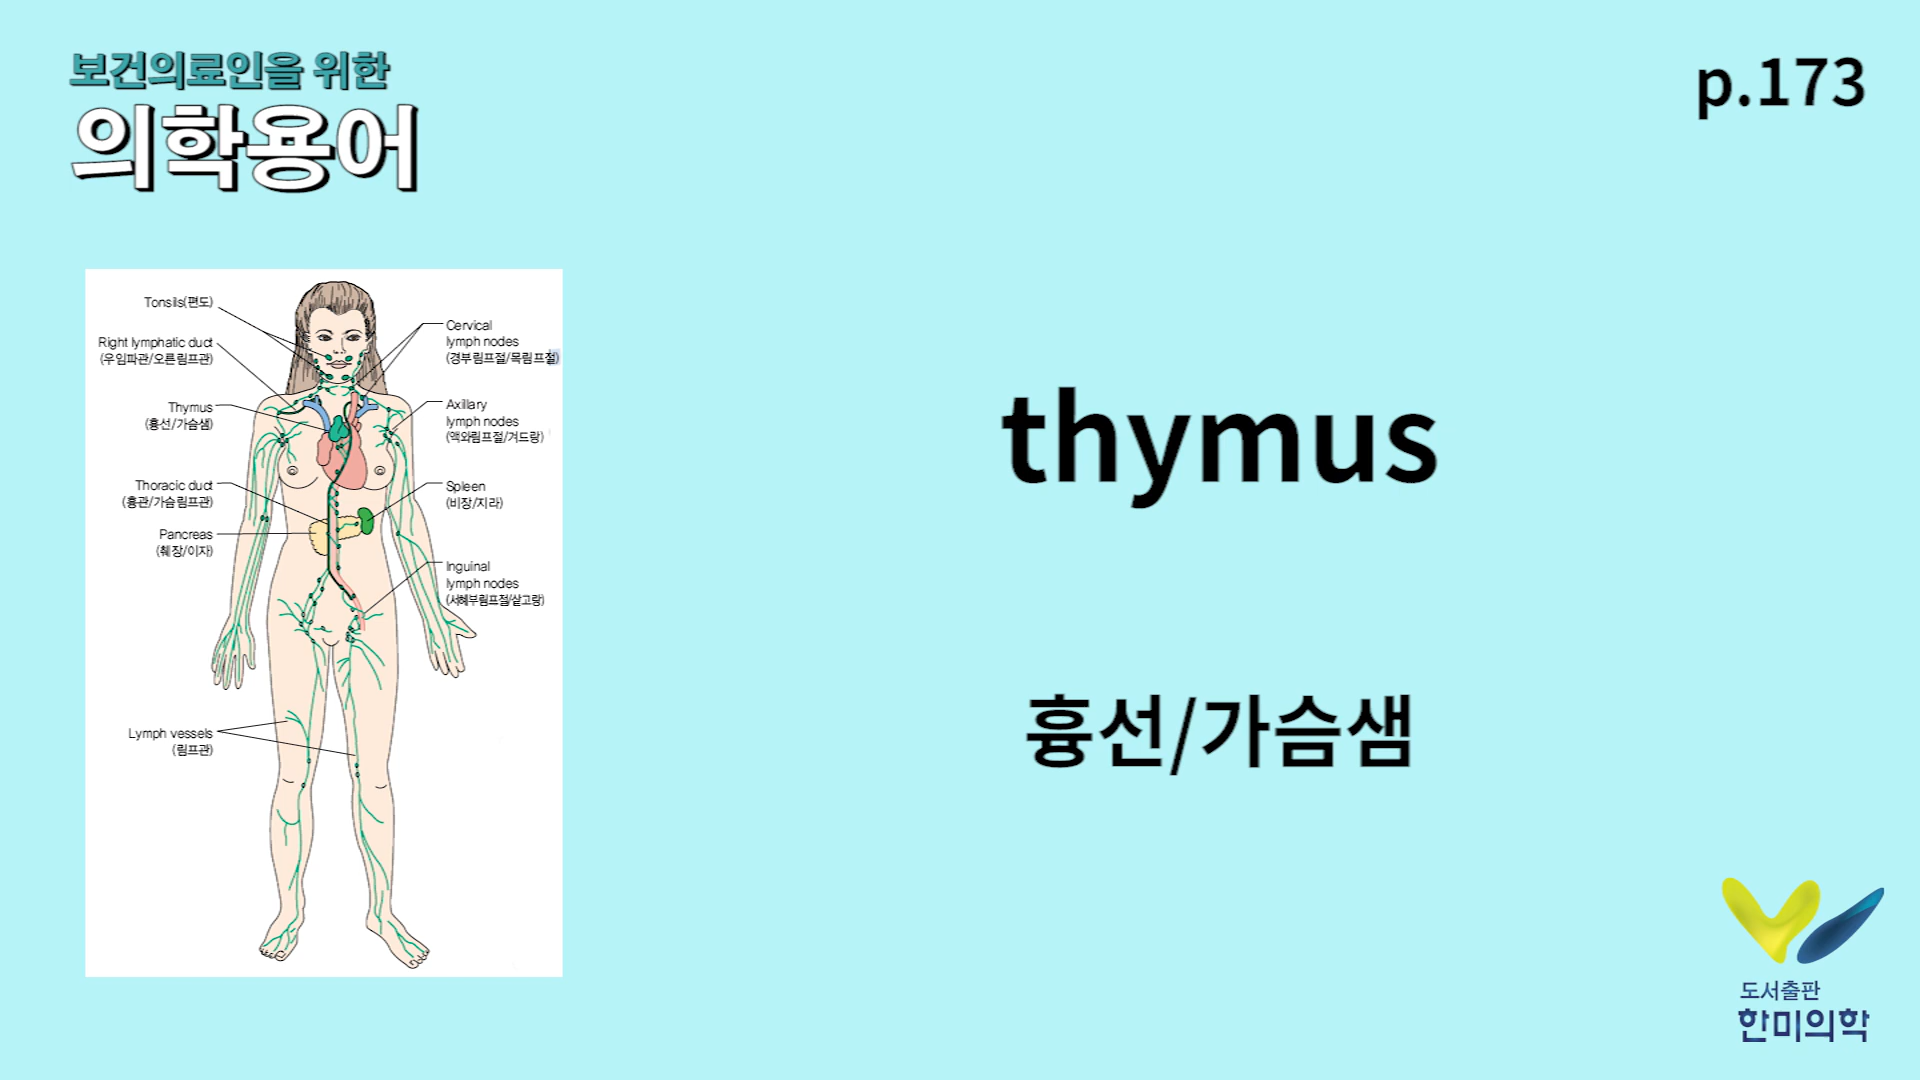 보건의료인을 위한
의학용어
p.173
Tonsils(편도)
Right lymphatic duct
(우임파관/오른림프관)
Thymus
(흉선/가슴샘)
Thoracic duct
(흉관/가슴림프관)
Pancreas
(췌장/이자)
Lymph vessels
(림프관)
Cervical
lymph nodes
(경부림프절/목림프절)
Axillary
lymph nodes
(액와림프절/겨드랑)
Spleen
(비장/지라)
Inguinal
lymph nodes
(서혜부림프절/샅고랑)
thymus
흉선/가슴샘
도서출판
한미의학